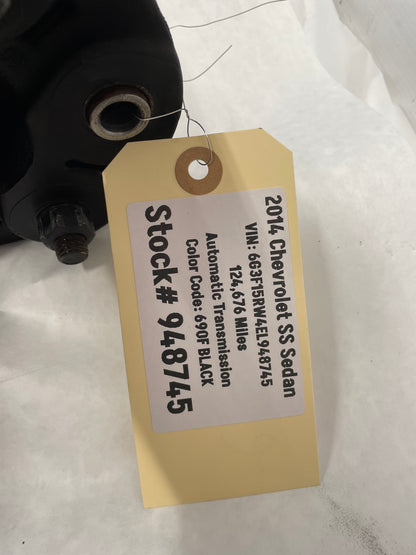 2014 Chevrolet SS Sedan
VIN: 6G3F15RW4EL948745
124,676 Miles
Automatic Transmission
Color Code: 690F BLACK
Stock# 948745